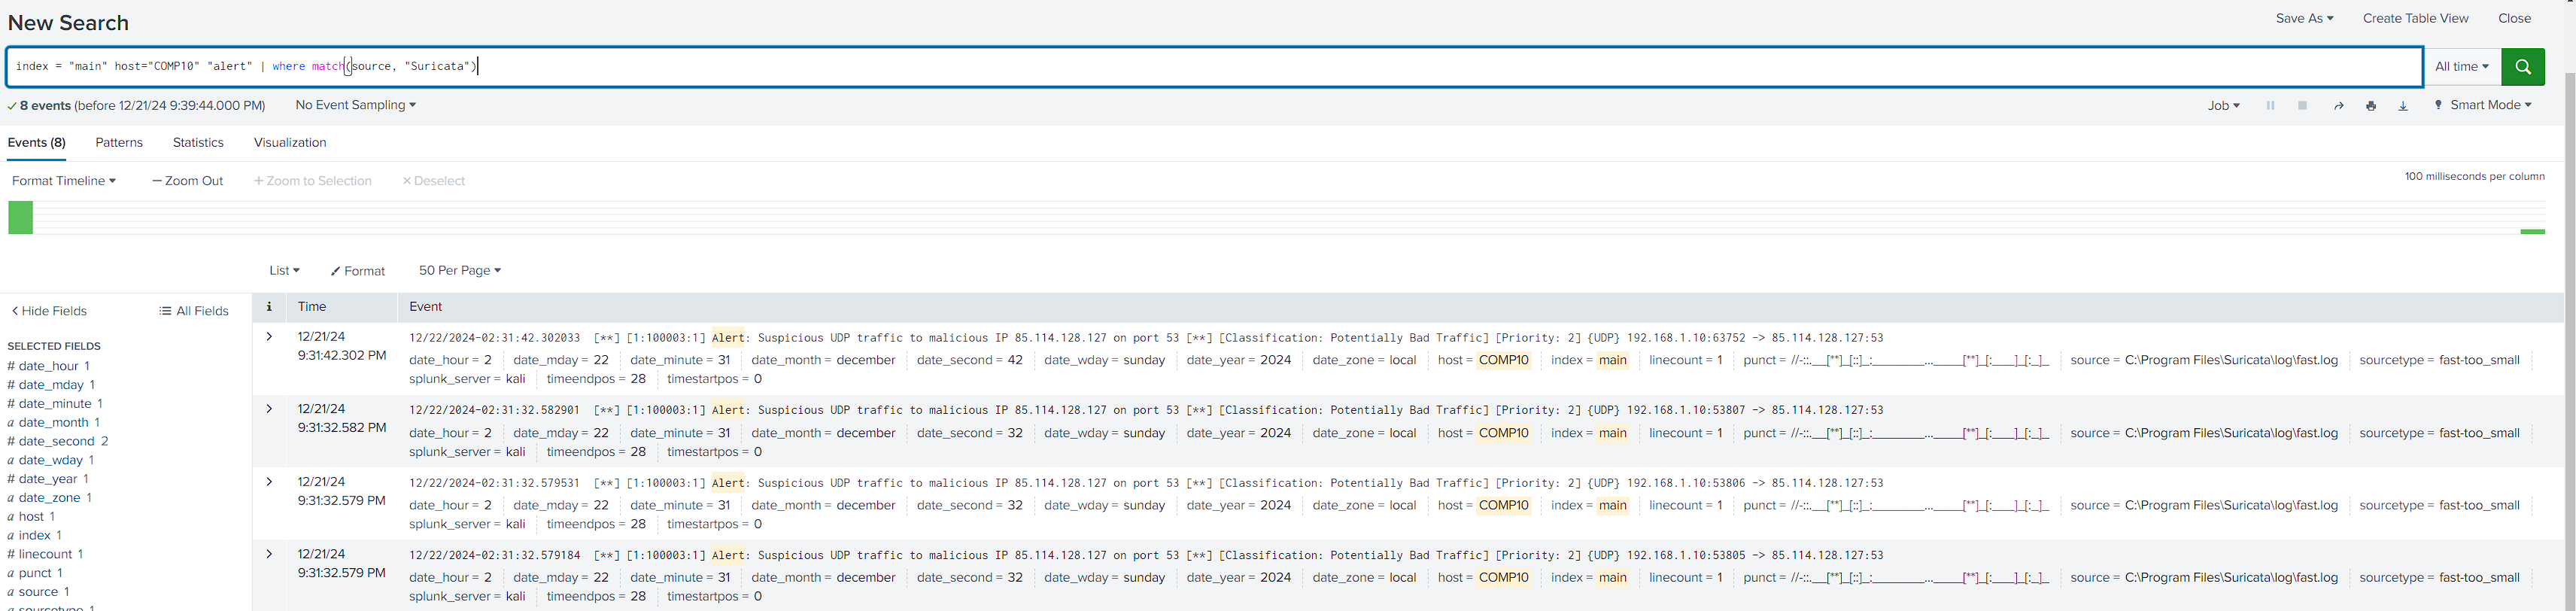 New Search
Save As Create Table View Close
index = "main" host="COMP10" "alert" | where match(source, "Suricata")
All time
8 events (before 12/21/24 9:39:44.000 PM) No Event Sampling
Job Smart Mode
Events (8) Patterns Statistics Visualization
Format Timeline — Zoom Out + Zoom to Selection × Deselect
100 milliseconds per column
List Format 50 Per Page
< Hide Fields All Fields
i Time Event
SELECTED FIELDS
# date_hour 1
# date_mday 1
# date_minute 1
a date_month 1
# date_second 2
a date_wday 1
# date_year 1
a date_zone 1
a host 1
a index 1
# linecount 1
a punct 1
a source 1
a sourcetype 1
> 12/21/24
9:31:42.302 PM
12/22/2024-02:31:42.302033 [**] [1:100003:1] Alert: Suspicious UDP traffic to malicious IP 85.114.128.127 on port 53 [**] [Classification: Potentially Bad Traffic] [Priority: 2] {UDP} 192.168.1.10:63752 -> 85.114.128.127:53
date_hour = 2 date_mday = 22 date_minute = 31 date_month = december date_second = 42 date_wday = sunday date_year = 2024 date_zone = local host = COMP10 index = main linecount = 1 punct = //-::.__[**]_[::]_:__________...______[**]_[:____]_[:_]_ source = C:\Program Files\Suricata\log\fast.log sourcetype = fast-too_small
splunk_server = kali timeendpos = 28 timestartpos = 0
> 12/21/24
9:31:32.582 PM
12/22/2024-02:31:32.582901 [**] [1:100003:1] Alert: Suspicious UDP traffic to malicious IP 85.114.128.127 on port 53 [**] [Classification: Potentially Bad Traffic] [Priority: 2] {UDP} 192.168.1.10:53807 -> 85.114.128.127:53
date_hour = 2 date_mday = 22 date_minute = 31 date_month = december date_second = 32 date_wday = sunday date_year = 2024 date_zone = local host = COMP10 index = main linecount = 1 punct = //-::.__[**]_[::]_:__________...______[**]_[:____]_[:_]_ source = C:\Program Files\Suricata\log\fast.log sourcetype = fast-too_small
splunk_server = kali timeendpos = 28 timestartpos = 0
> 12/21/24
9:31:32.579 PM
12/22/2024-02:31:32.579531 [**] [1:100003:1] Alert: Suspicious UDP traffic to malicious IP 85.114.128.127 on port 53 [**] [Classification: Potentially Bad Traffic] [Priority: 2] {UDP} 192.168.1.10:53806 -> 85.114.128.127:53
date_hour = 2 date_mday = 22 date_minute = 31 date_month = december date_second = 32 date_wday = sunday date_year = 2024 date_zone = local host = COMP10 index = main linecount = 1 punct = //-::.__[**]_[::]_:__________...______[**]_[:____]_[:_]_ source = C:\Program Files\Suricata\log\fast.log sourcetype = fast-too_small
splunk_server = kali timeendpos = 28 timestartpos = 0
> 12/21/24
9:31:32.579 PM
12/22/2024-02:31:32.579184 [**] [1:100003:1] Alert: Suspicious UDP traffic to malicious IP 85.114.128.127 on port 53 [**] [Classification: Potentially Bad Traffic] [Priority: 2] {UDP} 192.168.1.10:53805 -> 85.114.128.127:53
date_hour = 2 date_mday = 22 date_minute = 31 date_month = december date_second = 32 date_wday = sunday date_year = 2024 date_zone = local host = COMP10 index = main linecount = 1 punct = //-::.__[**]_[::]_:__________...______[**]_[:____]_[:_]_ source = C:\Program Files\Suricata\log\fast.log sourcetype = fast-too_small
splunk_server = kali timeendpos = 28 timestartpos = 0